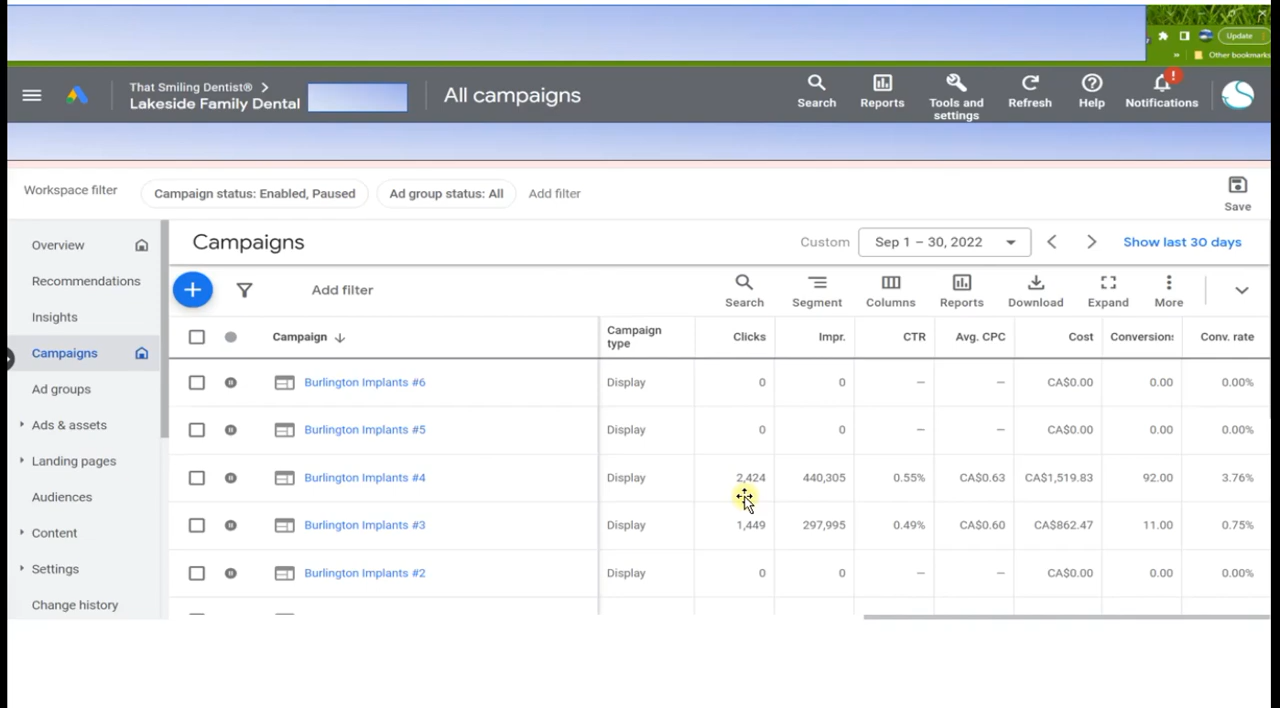 Update
Other bookmarks
That Smiling Dentist®
Lakeside Family Dental
All campaigns
Search
Reports
Tools and
settings
Refresh
Help
Notifications
Workspace filter
Campaign status: Enabled, Paused
Ad group status: All
Add filter
Save
Overview
Recommendations
Insights
Campaigns
Ad groups
Ads & assets
Landing pages
Audiences
Content
Settings
Change history
Campaigns
Custom
Sep 1 – 30, 2022
Show last 30 days
Add filter
Search
Segment
Columns
Reports
Download
Expand
More
Campaign Campaign type Clicks Impr. CTR Avg. CPC Cost Conversions Conv. rate
Burlington Implants #6 Display 0 0 – – CA$0.00 0.00 0.00%
Burlington Implants #5 Display 0 0 – – CA$0.00 0.00 0.00%
Burlington Implants #4 Display 2,424 440,305 0.55% CA$0.63 CA$1,519.83 92.00 3.76%
Burlington Implants #3 Display 1,449 297,995 0.49% CA$0.60 CA$862.47 11.00 0.75%
Burlington Implants #2 Display 0 0 – – CA$0.00 0.00 0.00%